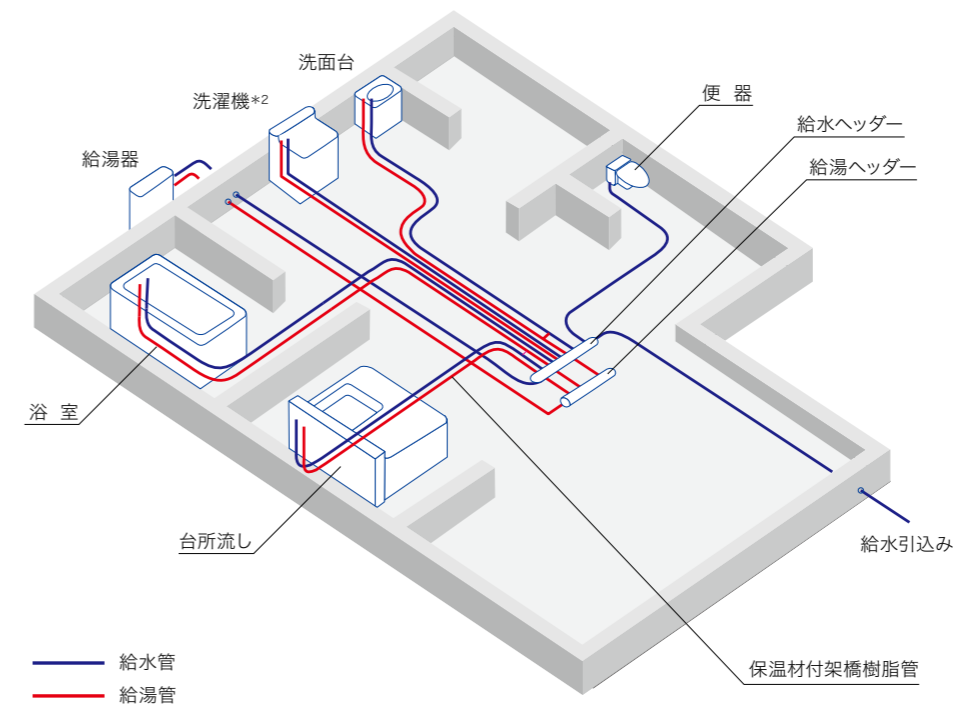 洗面台
洗濯機*2
便 器
給水ヘッダー
給湯器
給湯ヘッダー
浴 室
台所流し
給水引込み
給水管
保温材付架橋樹脂管
給湯管